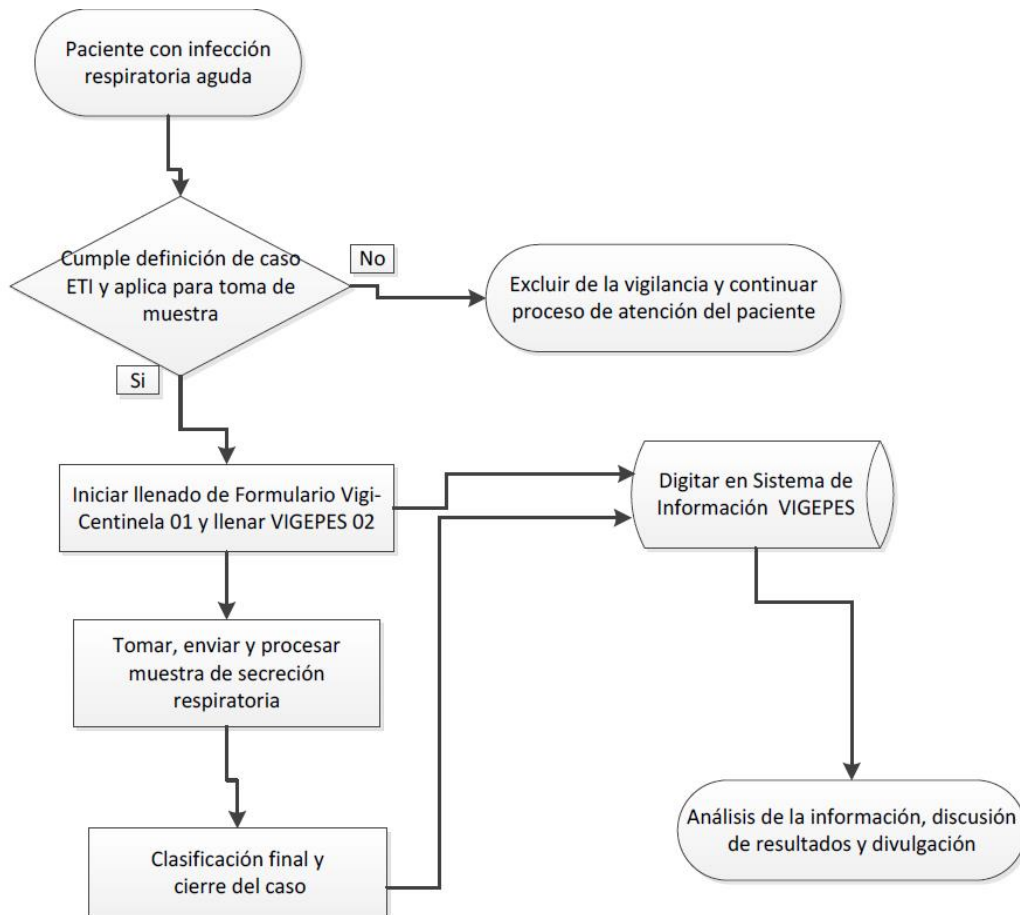 Paciente con infección
respiratoria aguda
Cumple definición de caso
ETI y aplica para toma de
muestra
No
Excluir de la vigilancia y continuar
proceso de atención del paciente
Si
Iniciar llenado de Formulario Vigi-
Centinela 01 y llenar VIGEPES 02
Digitar en Sistema de
Información VIGEPES
Tomar, enviar y procesar
muestra de secreción
respiratoria
Clasificación final y
cierre del caso
Análisis de la información, discusión
de resultados y divulgación